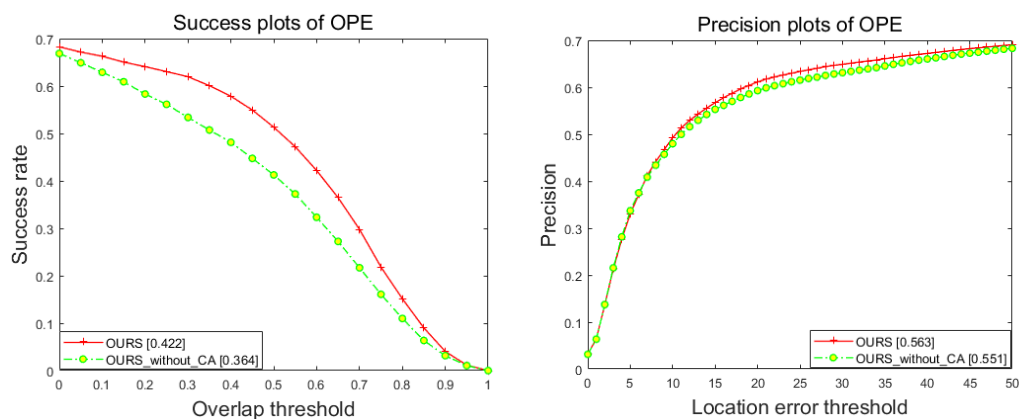 Success plots of OPE
Success rate
0.7
0.6
0.5
0.4
0.3
0.2
0.1
0
OURS [0.422]
OURS_without_CA [0.364]
0 0.1 0.2 0.3 0.4 0.5 0.6 0.7 0.8 0.9 1
Overlap threshold
Precision plots of OPE
Precision
0.7
0.6
0.5
0.4
0.3
0.2
0.1
0
OURS [0.563]
OURS_without_CA [0.551]
0 5 10 15 20 25 30 35 40 45 50
Location error threshold